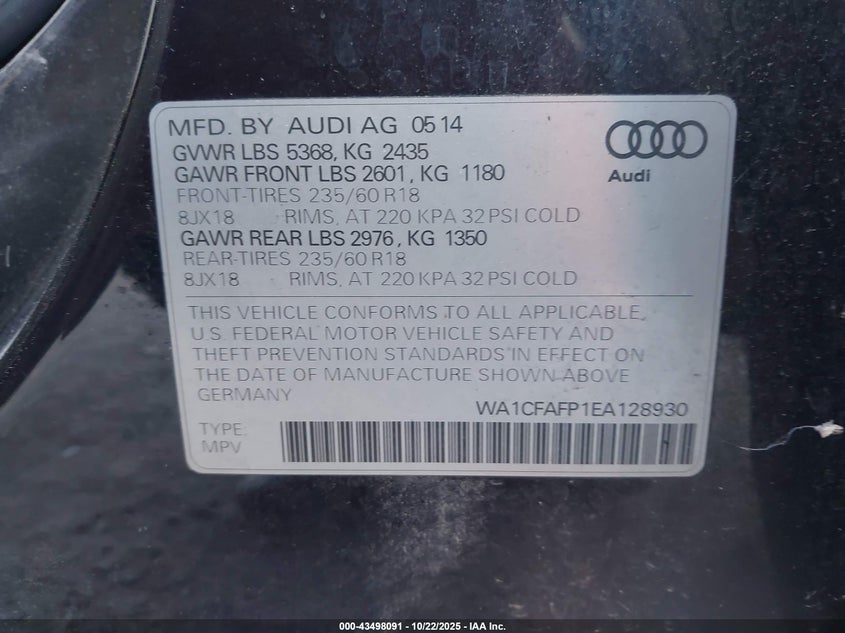 MFD. BY AUDI AG 0514
GVWR LBS 5368, KG 2435
GAWR FRONT LBS 2601, KG 1180
FRONT-TIRES 235/60 R18
8JX18 RIMS, AT 220 KPA 32 PSI COLD
GAWR REAR LBS 2976, KG 1350
REAR-TIRES 235/60 R18
8JX18 RIMS, AT 220 KPA 32 PSI COLD
Audi
THIS VEHICLE CONFORMS TO ALL APPLICABLE
U.S. FEDERAL MOTOR VEHICLE SAFETY AND
THEFT PREVENTION STANDARDS IN EFFECT ON
THE DATE OF MANUFACTURE SHOWN ABOVE
GERMANY
WA1CFAFP1EA128930
TYPE:
MPV
000-43498091 - 10/22/2025 - IAA Inc.